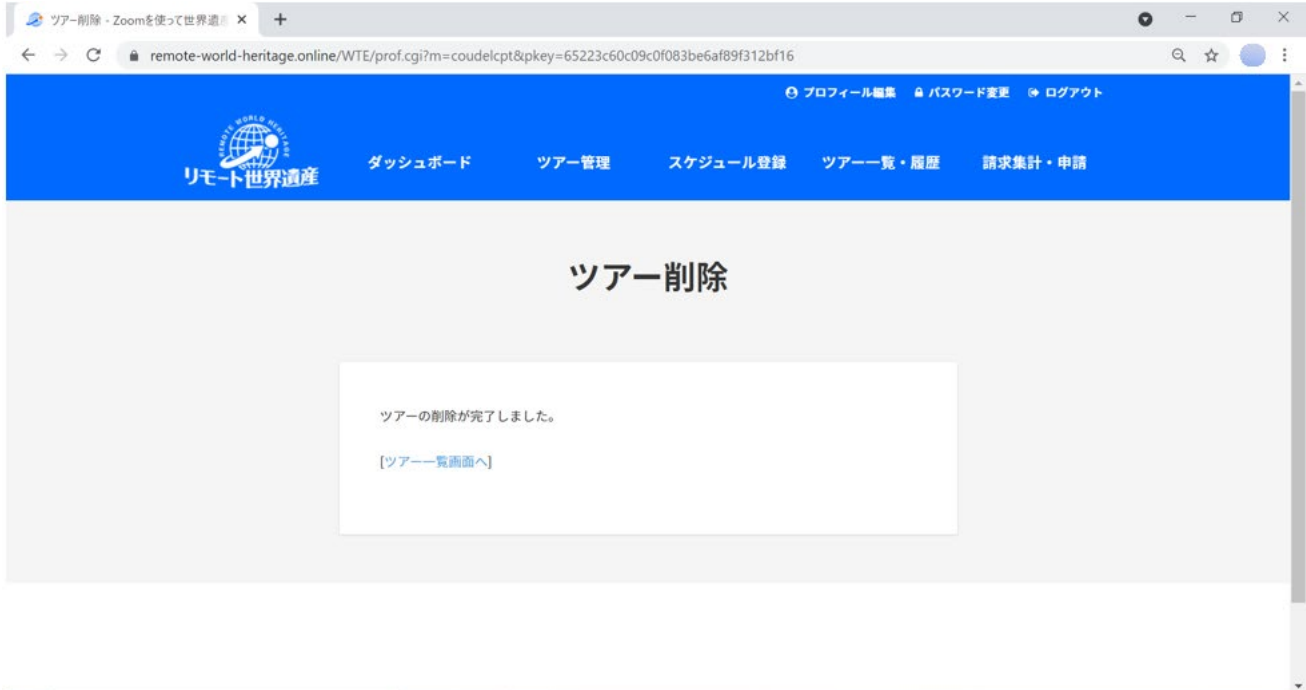 ツアー削除 - Zoomを使って世界遺産
remote-world-heritage.online/WTE/prof.cgi?m=coudelcpt&pkey=65223c60c09c0f083be6af89f312bf16
プロフィール編集 パスワード変更 ログアウト
REMOTE WORLD HERITAGE
リモート世界遺産
ダッシュボード ツアー管理 スケジュール登録 ツアー一覧・履歴 請求集計・申請
ツアー削除
ツアーの削除が完了しました。
[ツアー一覧画面へ]